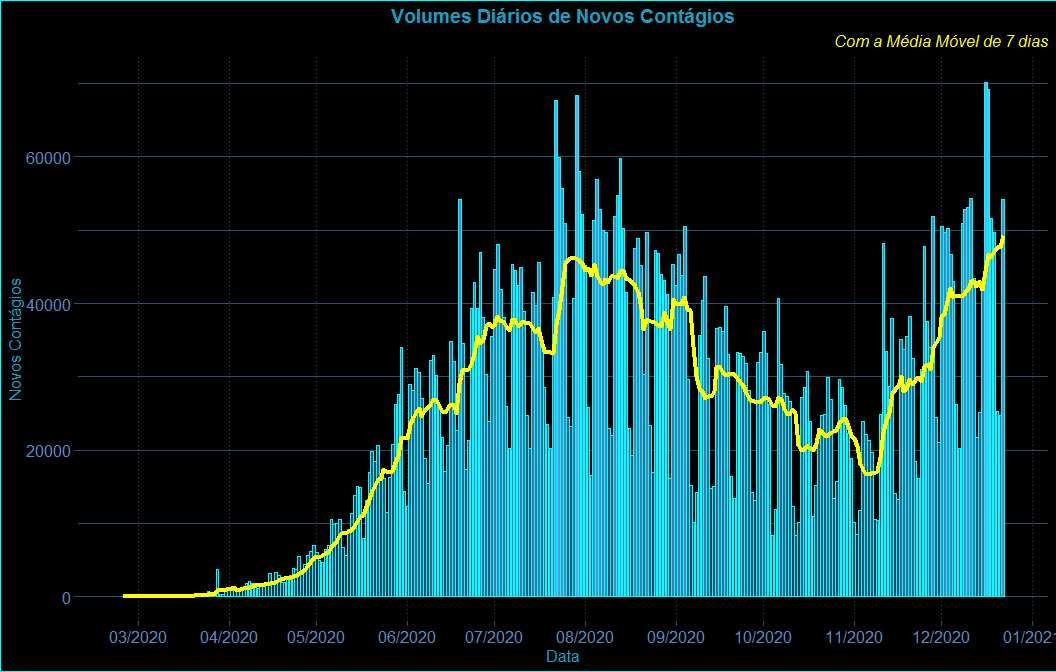 Volumes Diários de Novos Contágios
Com a Média Móvel de 7 dias
Novos Contágios
60000
40000
20000
0
03/2020 04/2020 05/2020 06/2020 07/2020 08/2020 09/2020 10/2020 11/2020 12/2020 01/2021
Data